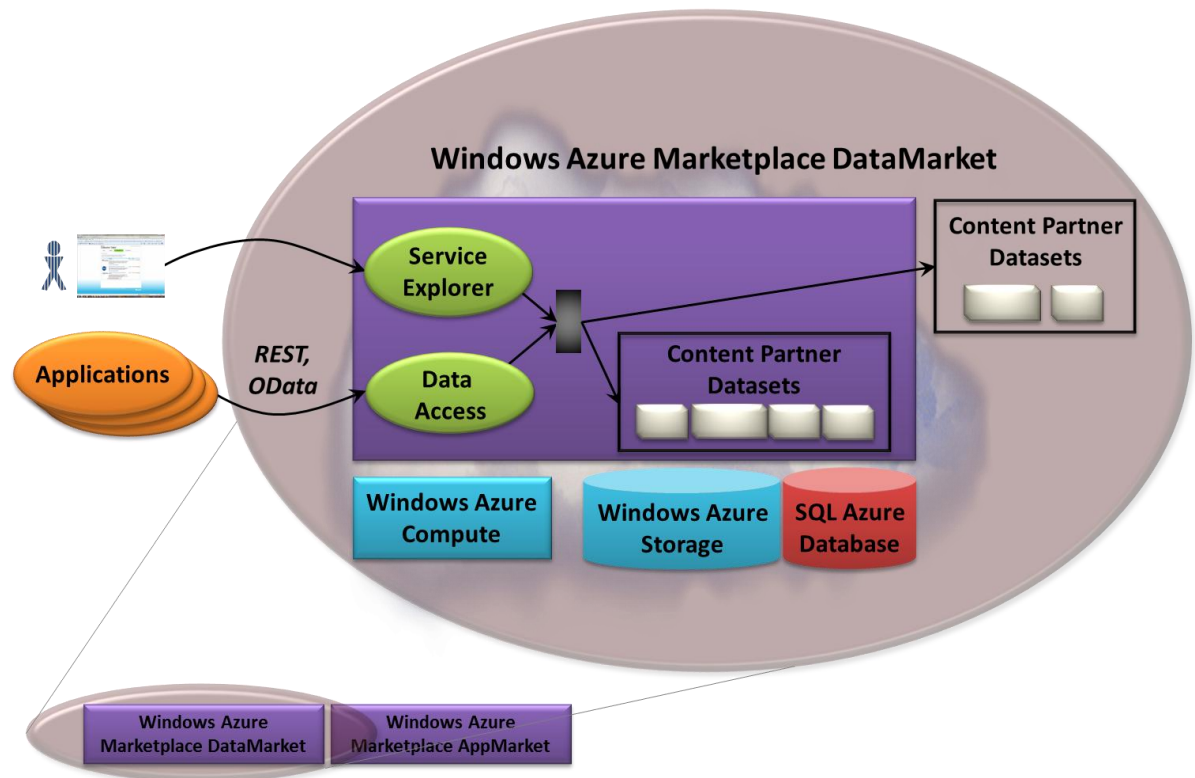 Windows Azure Marketplace DataMarket
Content Partner
Datasets
Service
Explorer
REST,
OData
Applications
Content Partner
Datasets
Data
Access
Windows Azure
Compute
Windows Azure
Storage
SQL Azure
Database
Windows Azure
Marketplace DataMarket
Windows Azure
Marketplace AppMarket